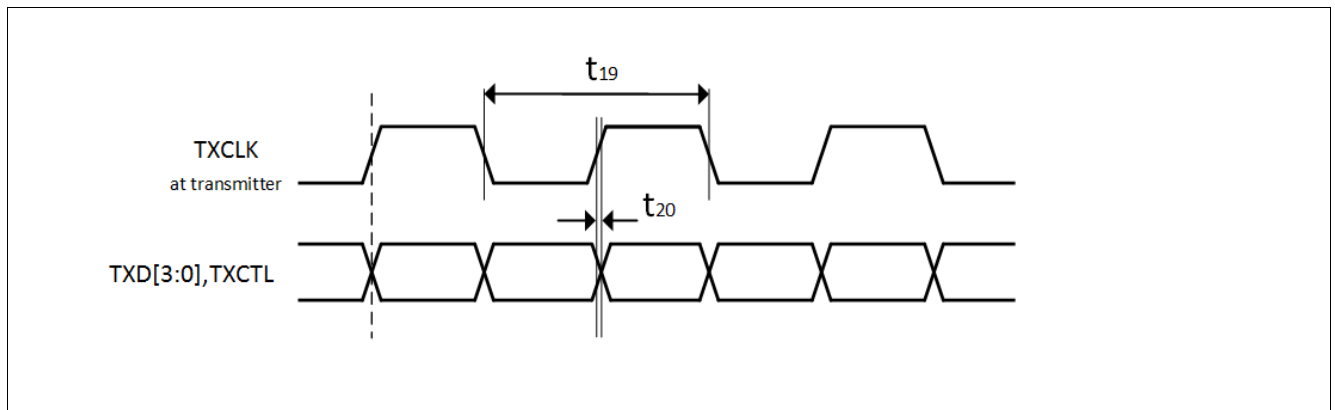 t19
TXCLK
at transmitter
t20
TXD[3:0],TXCTL